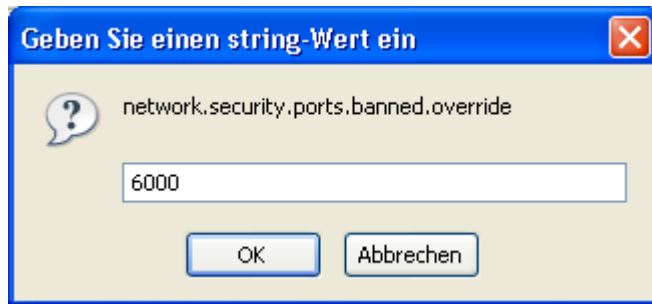 Geben Sie einen string-Wert ein
network.security.ports.banned.override
6000
OK Abbrechen